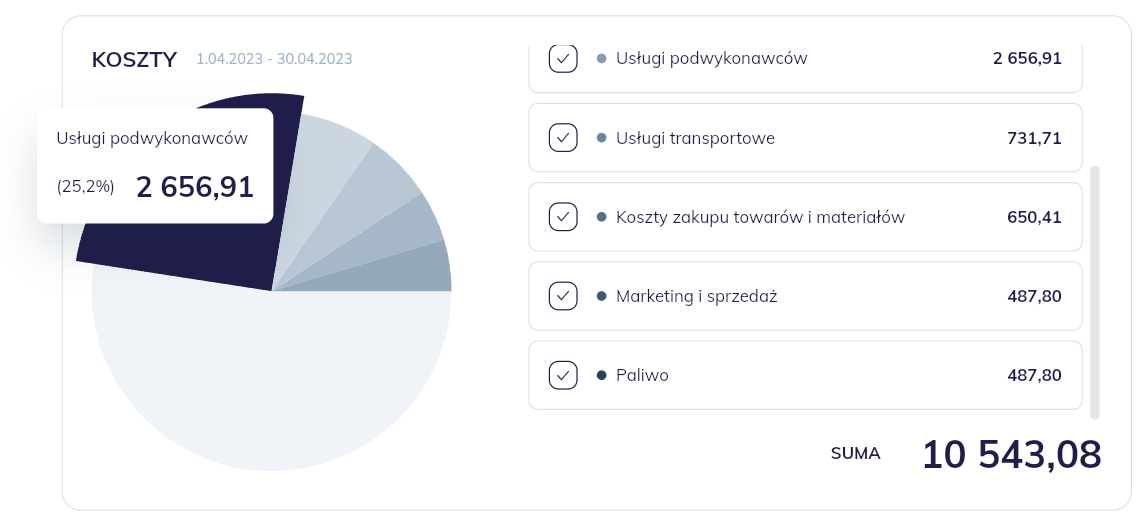 KOSZTY 1.04.2023 - 30.04.2023
Usługi podwykonawców
(25,2%) 2 656,91
Usługi podwykonawców 2 656,91
Usługi transportowe 731,71
Koszty zakupu towarów i materiałów 650,41
Marketing i sprzedaż 487,80
Paliwo 487,80
SUMA 10 543,08